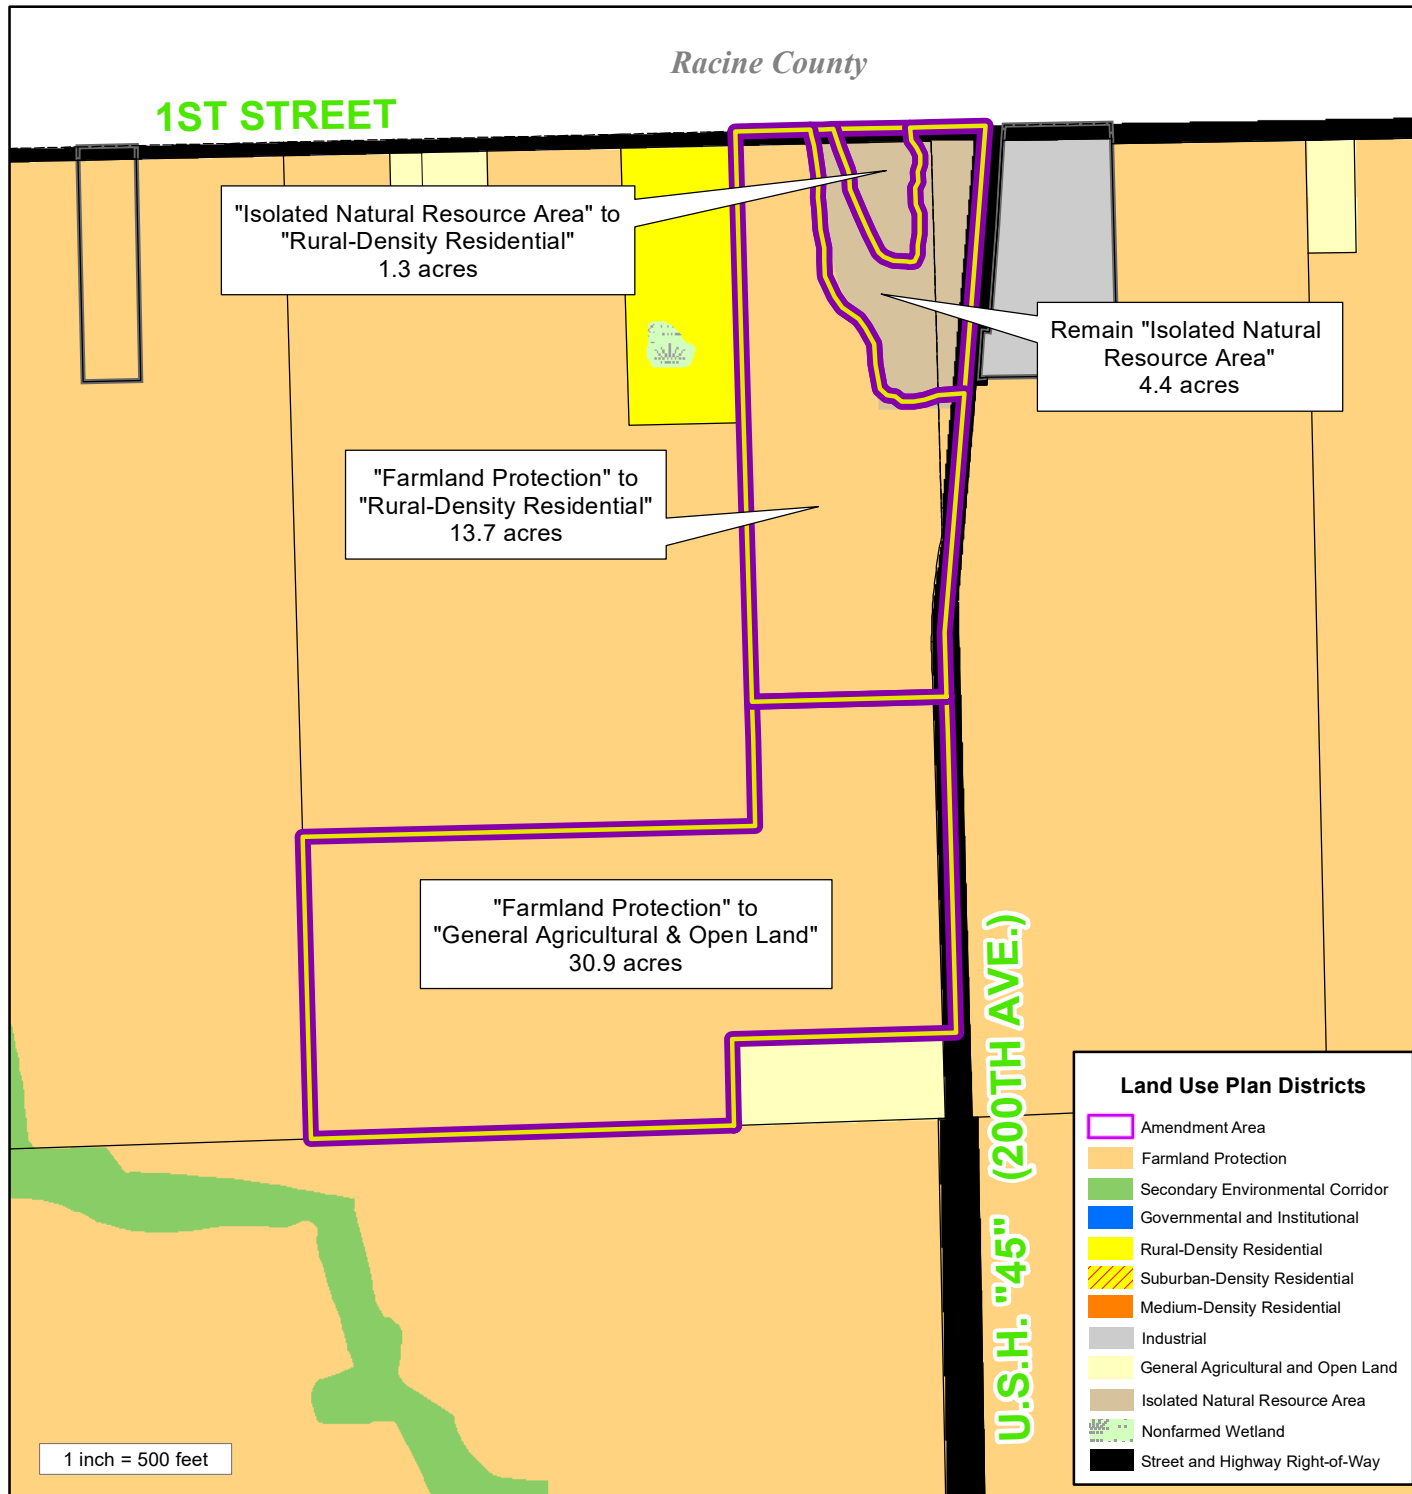 Racine County
1ST STREET
"Isolated Natural Resource Area" to
"Rural-Density Residential"
1.3 acres
Remain "Isolated Natural
Resource Area"
4.4 acres
"Farmland Protection" to
"Rural-Density Residential"
13.7 acres
"Farmland Protection" to
"General Agricultural & Open Land"
30.9 acres
U.S.H. "45" (200TH AVE.)
Land Use Plan Districts
Amendment Area
Farmland Protection
Secondary Environmental Corridor
Governmental and Institutional
Rural-Density Residential
Suburban-Density Residential
Medium-Density Residential
Industrial
General Agricultural and Open Land
Isolated Natural Resource Area
Nonfarmed Wetland
Street and Highway Right-of-Way
1 inch = 500 feet